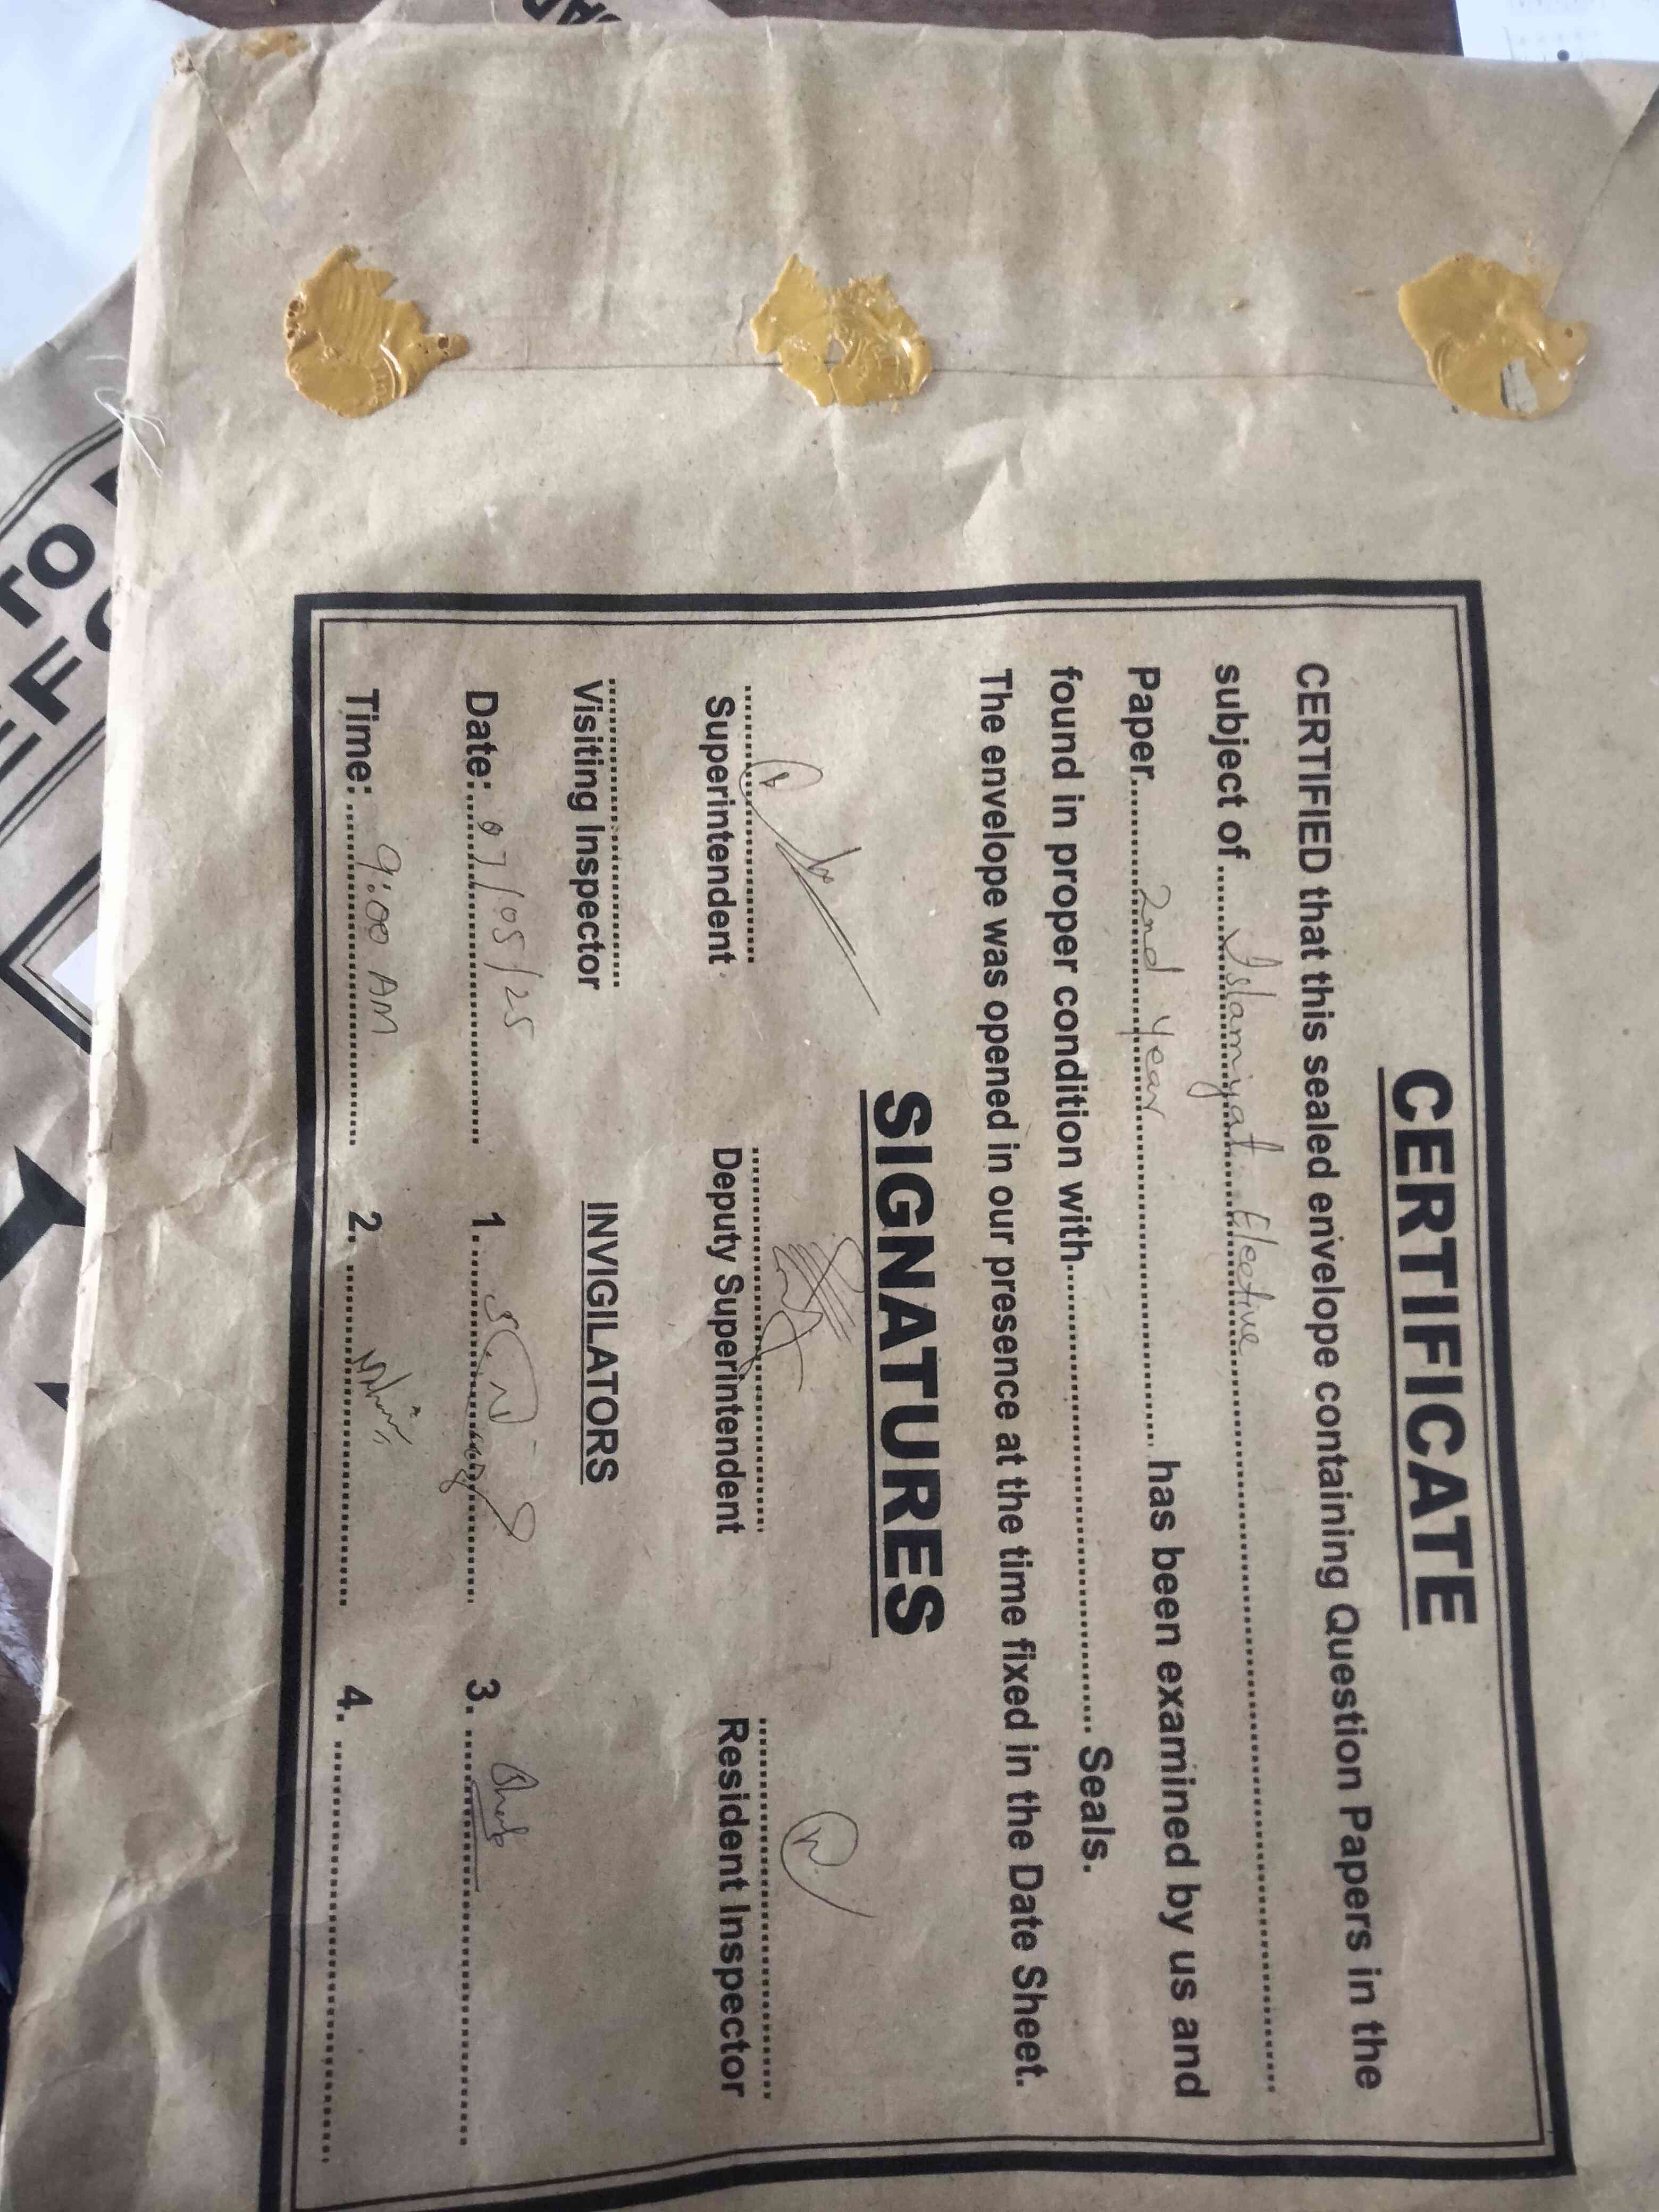 CERTIFICATE
CERTIFIED that this sealed envelope containing Question Papers in the
subject of ..... Islamiyat Elective .....
Paper..... 2nd Year ..... has been examined by us and
found in proper condition with..... Seals.
The envelope was opened in our presence at the time fixed in the Date Sheet.
SIGNATURES
Superintendent Deputy Superintendent Resident Inspector
Visiting Inspector INVIGILATORS
Date: 07/05/25 1. 3.
Time: 9:00 AM 2. 4.